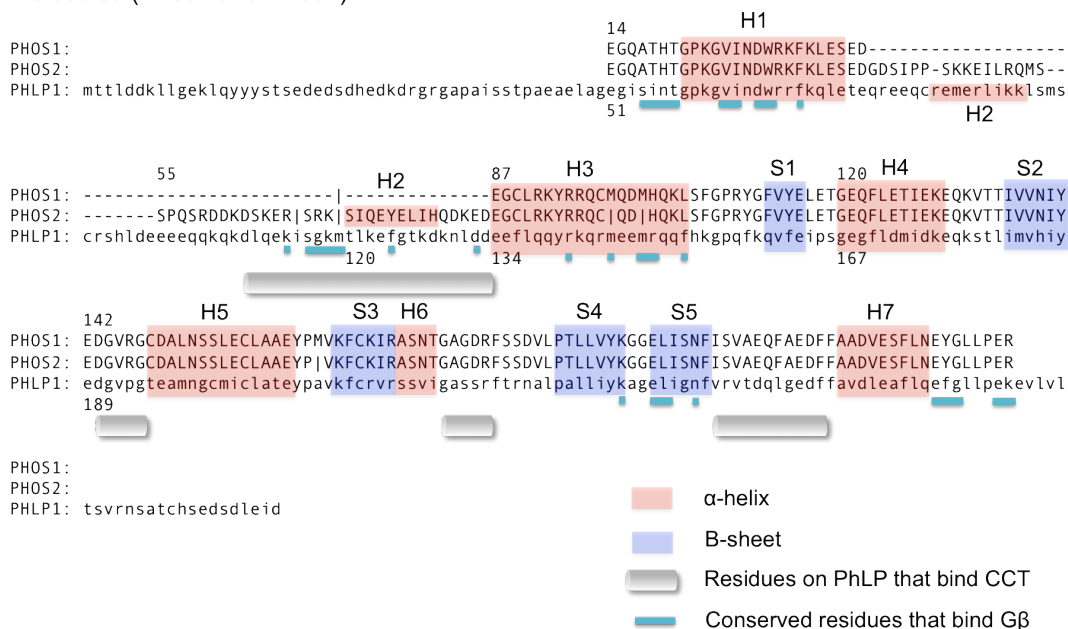 14 H1
PHOS1: EGQATHTGPKGVINDWRKFKLESED------------------
PHOS2: EGQATHTGPKGVINDWRKFKLESEDGDSIPP-SKKEILRQMS--
PHLP1: mttlddkllgeklqyyystsededsdhedkdrgrgapaisstpaeaelagegisintgpkgvindwrrfkqleteqreeqcremerlikklsms
51 H2
55 H2 87 H3 S1 120 H4 S2
PHOS1: ------------------------|--------------EGCLRKYRRQCMQDMHQKLSFGPRYGFVYELETGEQFLETIEKEQKVTTIVVNIY
PHOS2: -------SPQSRDDKDSKER|SRK|SIQEYELIHQDKEDEGCLRKYRRQC|QD|HQKLSFGPRYGFVYELETGEQFLETIEKEQKVTTIVVNIY
PHLP1: crshldeeeeqqkqkdlqekisgkmtlkefgtkdknlddeeflqqyrkqrmeemrqqfhkgpqfkqvfeipsgegfldmidkeqkstlimvhiy
120 134 167
142 H5 S3 H6 S4 S5 H7
PHOS1: EDGVRGCDALNSSLECLAAEYPMVKFCKIRASNTGAGDRFSSDVLPTLLVYKGGELISNFISVAEQFAEDFFAADVESFLNEYGLLPER
PHOS2: EDGVRGCDALNSSLECLAAEYP|VKFCKIRASNTGAGDRFSSDVLPTLLVYKGGELISNFISVAEQFAEDFFAADVESFLNEYGLLPER
PHLP1: edgvpgteamngcmiclateypavkfcrvrssvigassrftrnalpalliykagelignfvrvtdqlgedffavdleaflqefgllpekevlvl
189
PHOS1:
PHOS2:
PHLP1: tsvrnsatchsedsdleid
α-helix
B-sheet
Residues on PhLP that bind CCT
Conserved residues that bind Gβ